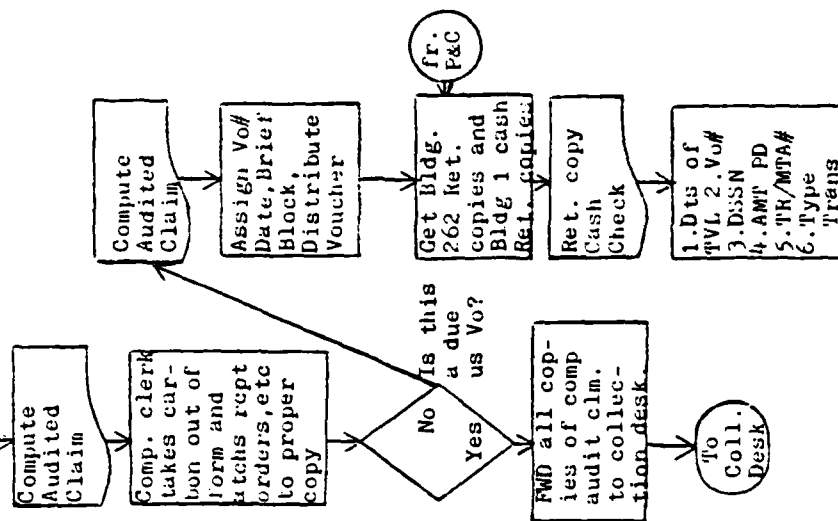 Compute
Audited
Claim
Comp. clerk
takes car-
bon out of
form and
atchs rcpt
orders,etc
to proper
copy
Is this
a due
us Vo?
No
Yes
FWD all cop-
ies of comp
audit clm.
to collec-
tion desk
To
Coll.
Desk
Compute
Audited
Claim
Assign Vo#
Date,Brief
Block,
Distribute
Voucher
fr.
P&C
Get Bldg.
262 Ret.
copies and
Bldg 1 cash
Ret. copies
Ret. copy
Cash
Check
1.Dts of
TVL 2.Vo#
3.DSSN
4.AMT PD
5.TR/MTA#
6.Type
Trans